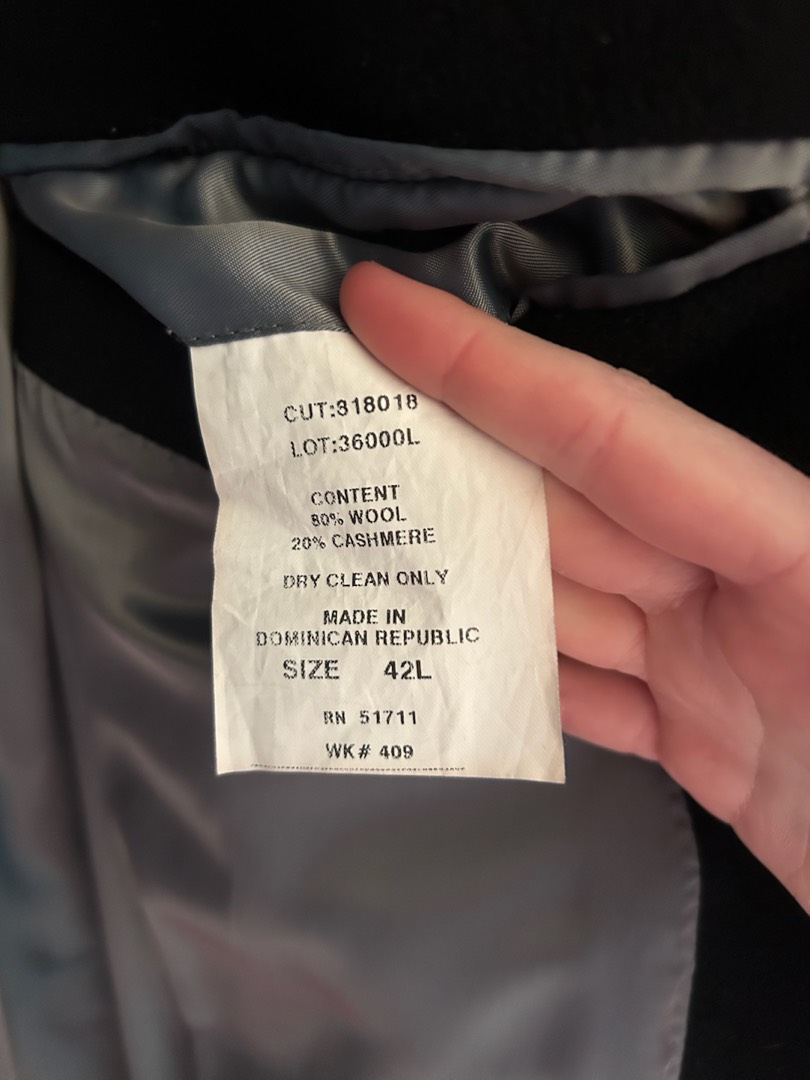 CUT:318018
LOT:36000L
CONTENT
80% WOOL
20% CASHMERE
DRY CLEAN ONLY
MADE IN
DOMINICAN REPUBLIC
SIZE 42L
RN 51711
WK# 409